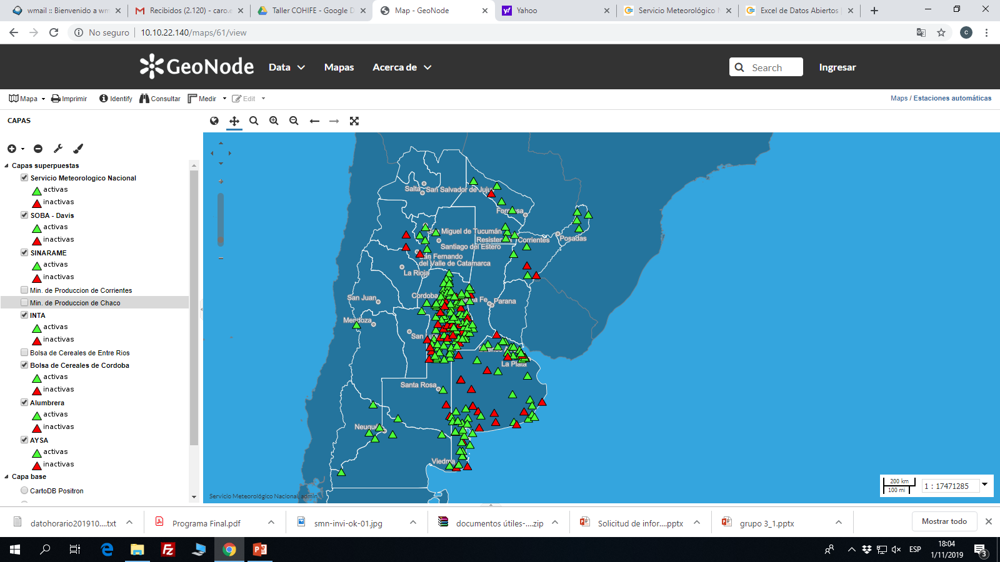 wmail :: Bienvenido a wm
Recibidos (2.120) - caro.e
Taller COHIFE - Google D
Map - GeoNode
Yahoo
Servicio Meteorológico N
Excel de Datos Abiertos |
No seguro
10.10.22.140/maps/61/view
C
GeoNode
Data
Mapas
Acerca de
Search
Ingresar
Mapa
Imprimir
Identify
Consultar
Medir
Edit
Maps / Estaciones automáticas
CAPAS
Capas superpuestas
Servicio Meteorologico Nacional
activas
inactivas
SOBA - Davis
activas
inactivas
SINARAME
activas
inactivas
Min. de Produccion de Corrientes
Min. de Produccion de Chaco
INTA
activas
inactivas
Bolsa de Cereales de Entre Rios
Bolsa de Cereales de Cordoba
activas
inactivas
Alumbrera
activas
inactivas
AYSA
activas
inactivas
Capa base
CartoDB Positron
Salta
San Salvador de Juju
Posadas
Miguel de Tucumán
Corrientes
Santiago del Estero
San Fernando
del Valle de Catamarca
La Rioja
Cordoba
Fe
Parana
San Juan
Mendoza
San Luis
La Plata
Santa Rosa
Neuqu
Viedma
Servicio Meteorológico Nacional, admin
200 km
100 mi
1 : 17471285
datohorario201910....txt
Programa Final.pdf
smn-invi-ok-01.jpg
documentos útiles-....zip
Solicitud de infor....pptx
grupo 3_1.pptx
Mostrar todo
ESP
18:04
1/11/2019
3